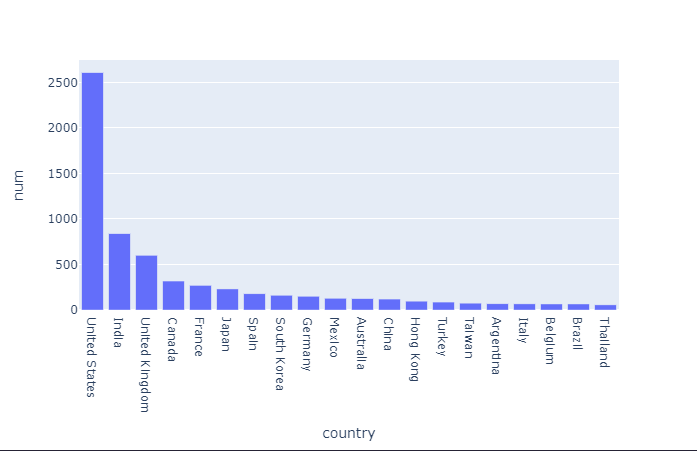 2500
2000
1500
1000
500
0
num
United States
India
United Kingdom
Canada
France
Japan
Spain
South Korea
Germany
Mexico
Australia
China
Hong Kong
Turkey
Taiwan
Argentina
Italy
Belgium
Brazil
Thailand
country